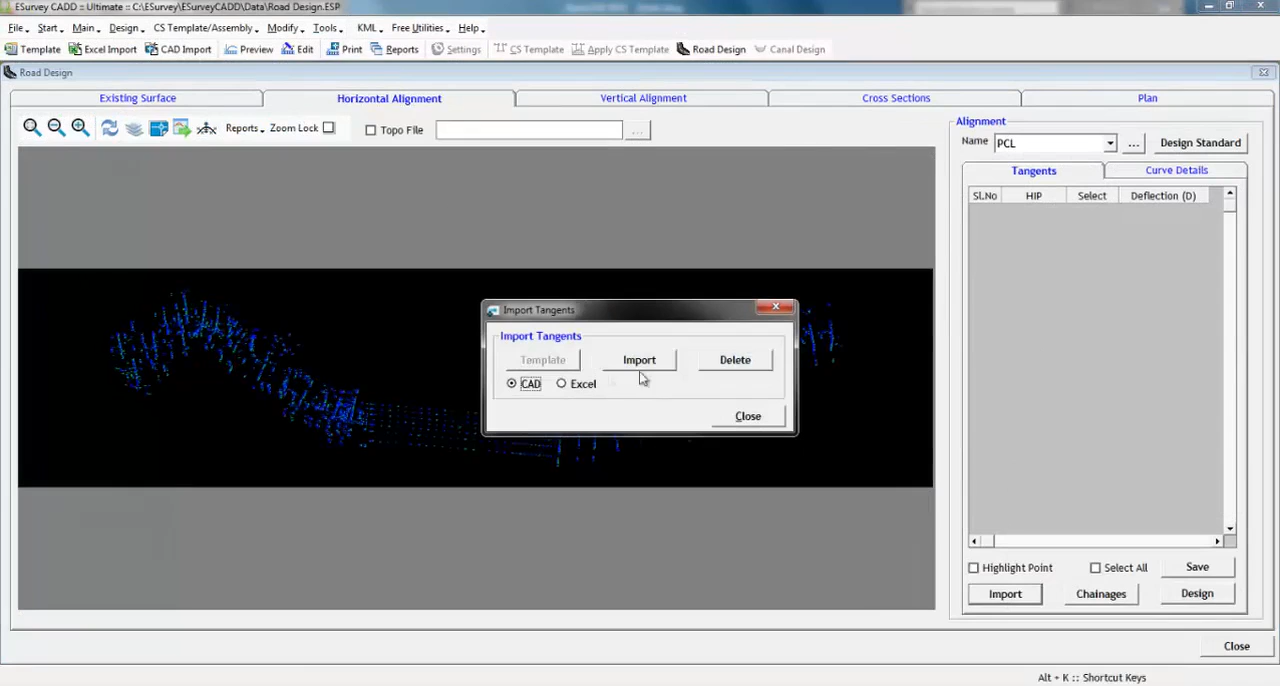 ESurvey CADD :: Ultimate :: C:\ESurvey\ESurveyCADD\Data\Road Design.ESP
File Start Main Design CS Template/Assembly Modify Tools KML Free Utilities Help
Template Excel Import CAD Import Preview Edit Print Reports Settings CS Template Apply CS Template Road Design Canal Design
Road Design
Existing Surface Horizontal Alignment Vertical Alignment Cross Sections Plan
Reports Zoom Lock Topo File ...
Alignment
Name PCL ... Design Standard
Tangents Curve Details
Sl.No HIP Select Deflection (D)
Import Tangents
Import Tangents
Template Import Delete
CAD Excel
Close
Highlight Point Select All Save
Import Chainages Design
Close
Alt + K :: Shortcut Keys